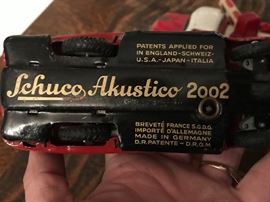 PATENTS APPLIED FOR
IN ENGLAND-SCHWEIZ-
U.S.A.-JAPAN-ITALIA
Schuco Akustico 2002
BREVETÉ FRANCE S.G.D.G.
IMPORTÉ D'ALLEMAGNE
MADE IN GERMANY
D.R.PATENTE - D.R.G.M.